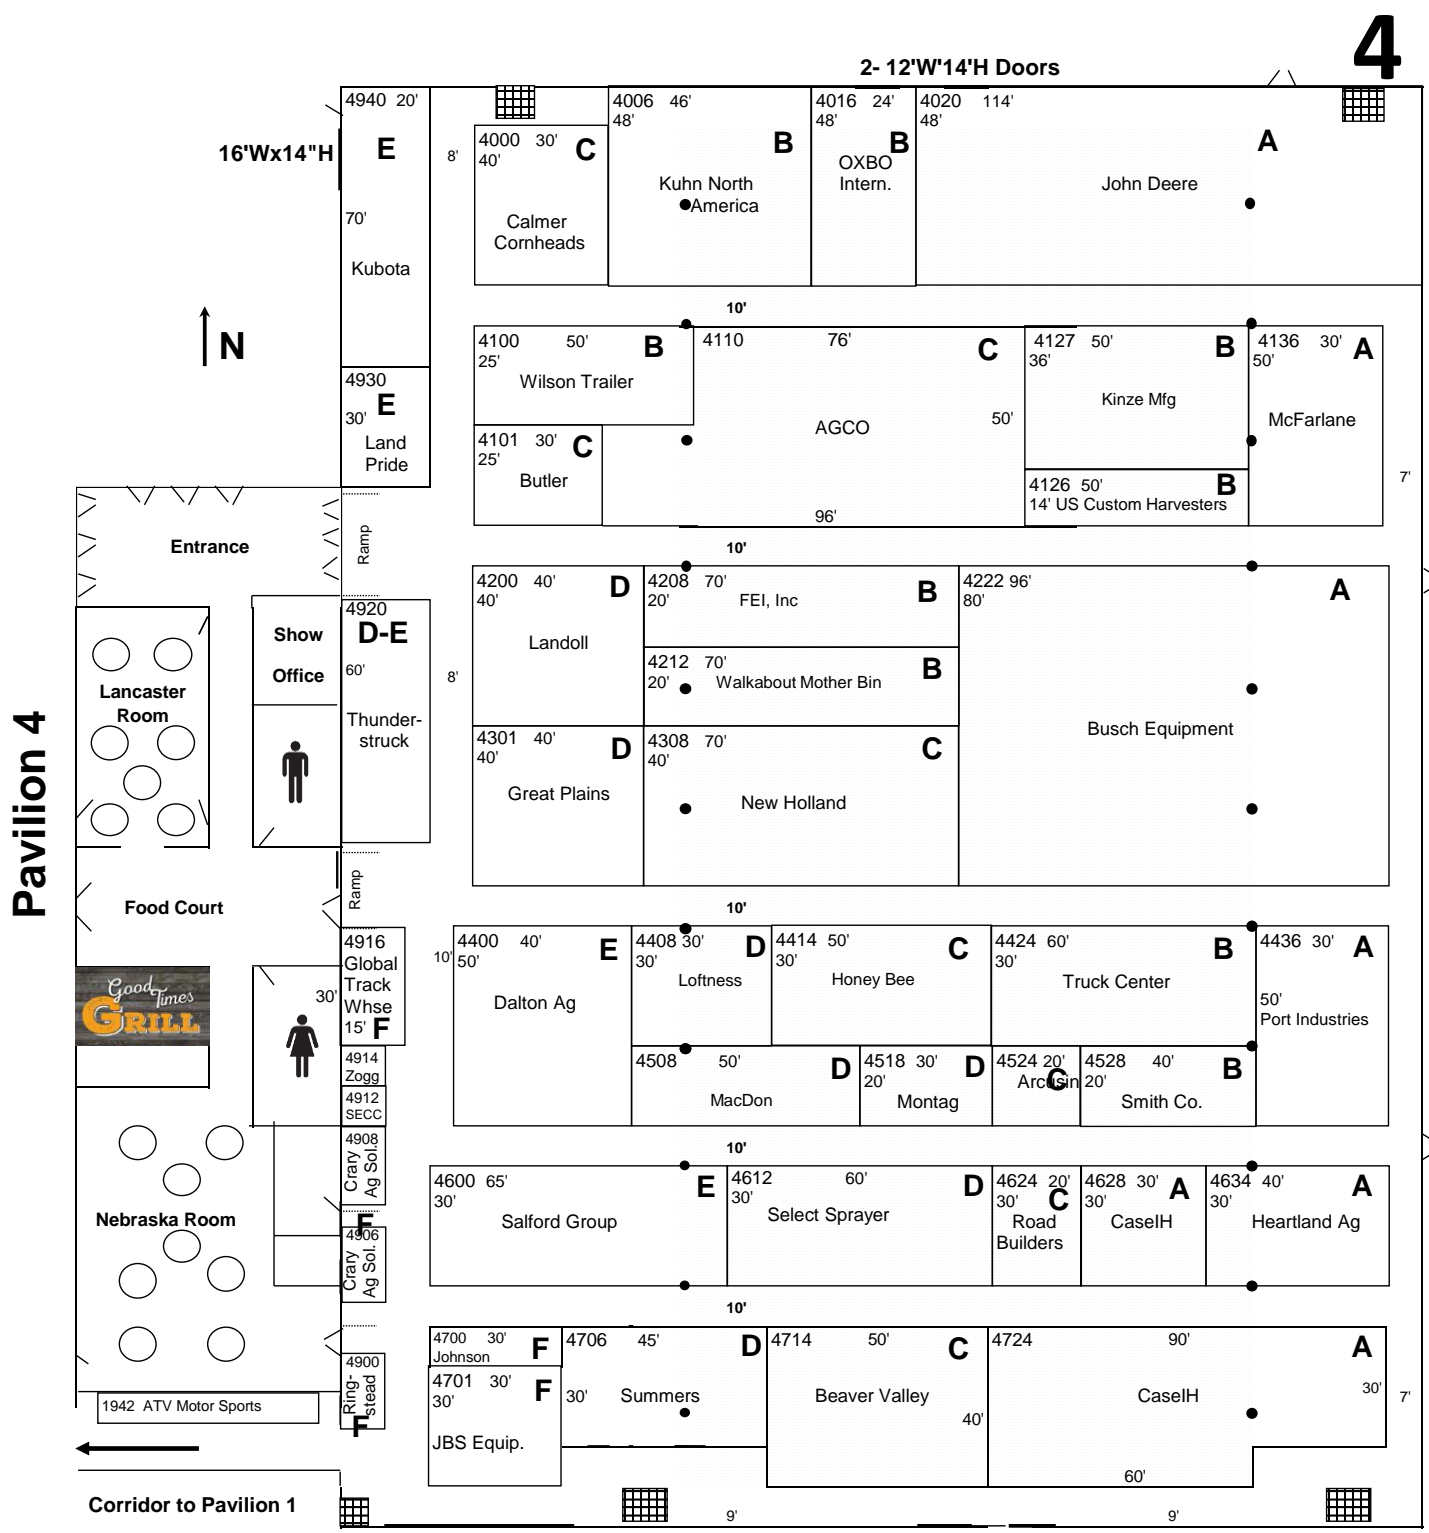 4
2- 12'W'14'H Doors
16'Wx14"H
4940 20'
E
70'
Kubota
8'
4000 30'
40'
C
Calmer
Cornheads
4006 46'
48'
B
Kuhn North
America
4016 24'
48'
B
OXBO
Intern.
4020 114'
48'
A
John Deere
N
10'
4930
E
30'
Land
Pride
4100 50'
25'
B
Wilson Trailer
4101 30'
25'
C
Butler
4110 76'
C
50'
AGCO
96'
4127 50'
36'
B
Kinze Mfg
4126 50'
B
14' US Custom Harvesters
4136 30'
50'
A
McFarlane
7'
Entrance
Ramp
10'
Show
Office
Lancaster
Room
4920
D-E
60'
Thunder-
struck
8'
4200 40'
40'
D
Landoll
4208 70'
20'
B
FEI, Inc
4212 70'
20'
B
Walkabout Mother Bin
4222 96'
80'
A
Busch Equipment
4301 40'
40'
D
Great Plains
4308 70'
40'
C
New Holland
Pavilion 4
Food Court
Ramp
10'
Good
Times
GRILL
4916
Global
Track
Whse
30'
15' F
4914
Zogg
4912
SECC
10'
4400 40'
50'
E
Dalton Ag
4408 30'
30'
D
Loftness
4414 50'
30'
C
Honey Bee
4424 60'
30'
B
Truck Center
4436 30'
A
50'
Port Industries
4508 50'
D
MacDon
4518 30'
20'
D
Montag
4524 20'
C
Arcusin
4528 40'
20'
B
Smith Co.
10'
4908
Crary
Ag Sol.
F
4906
Crary
Ag Sol.
Nebraska Room
4600 65'
30'
E
Salford Group
4612 60'
30'
D
Select Sprayer
4624 20'
30'
C
Road
Builders
4628 30'
30'
A
CaseIH
4634 40'
30'
A
Heartland Ag
10'
4900
Ring-
stead
F
4700 30'
F
Johnson
4701 30'
30'
F
JBS Equip.
4706 45'
D
30'
Summers
4714 50'
C
Beaver Valley
40'
4724 90'
A
30'
CaseIH
60'
7'
1942 ATV Motor Sports
Corridor to Pavilion 1
9'
9'